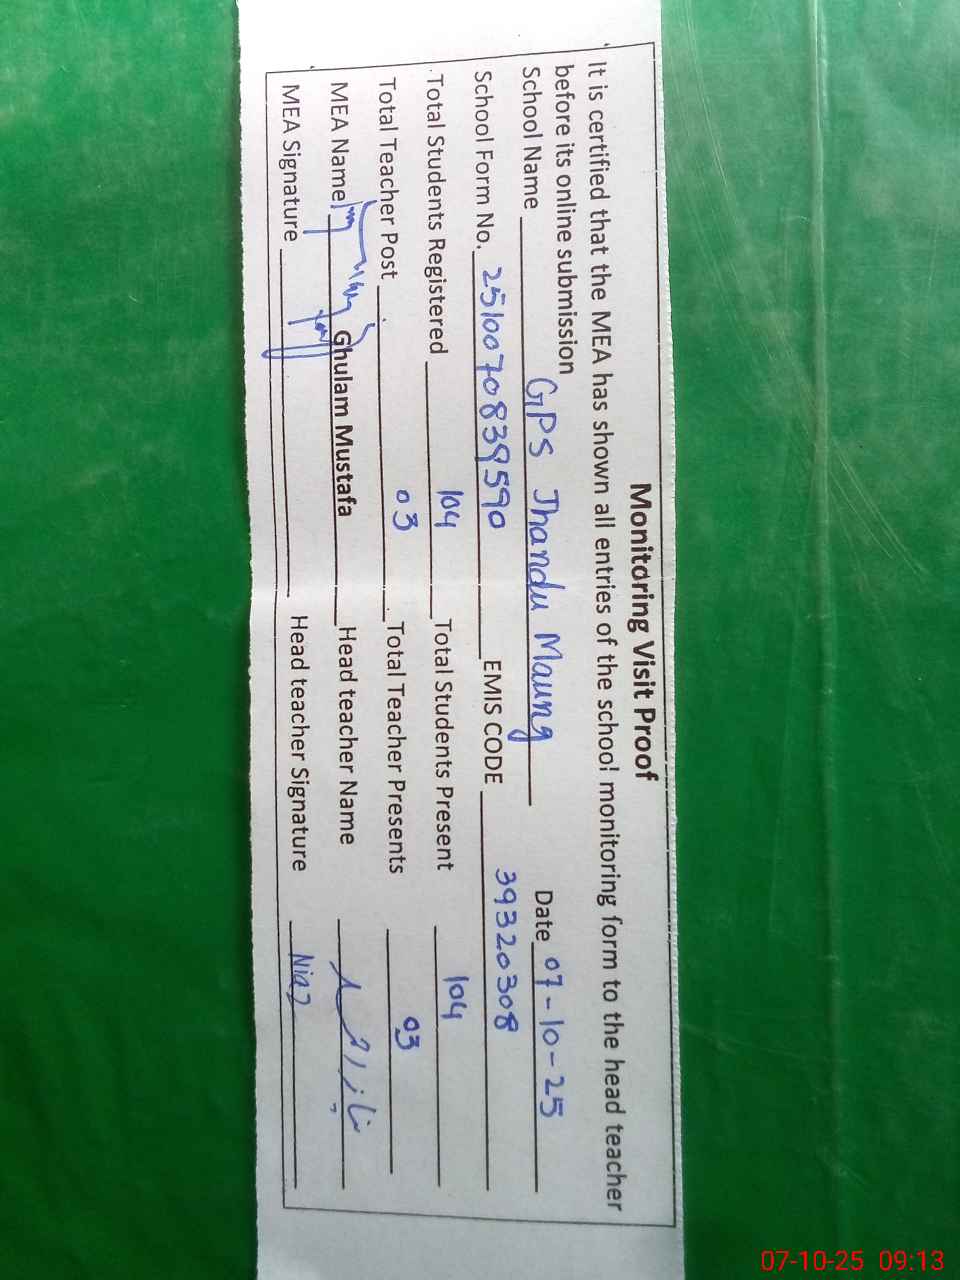 Monitoring Visit Proof
It is certified that the MEA has shown all entries of the school monitoring form to the head teacher
before its online submission
School Name GPS Jhandu Maung Date 07-10-25
School Form No. 2510070839590 EMIS CODE 39320308
Total Students Registered 104 Total Students Present 104
Total Teacher Post 03 Total Teacher Presents 03
MEA Name Ghulam Mustafa Head teacher Name
MEA Signature Head teacher Signature Niaz
07-10-25 09:13